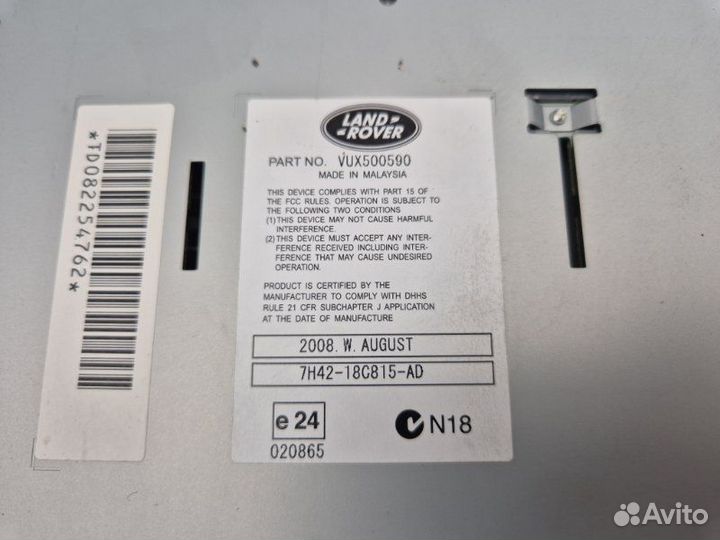 *TD082254762*
LAND-
-ROVER
PART NO. VUX500590
MADE IN MALAYSIA
THIS DEVICE COMPLIES WITH PART 15 OF
THE FCC RULES. OPERATION IS SUBJECT TO
THE FOLLOWING TWO CONDITIONS
(1)THIS DEVICE MAY NOT CAUSE HARMFUL
INTERFERENCE.
(2)THIS DEVICE MUST ACCEPT ANY INTER-
FERENCE RECEIVED INCLUDING INTER-
FERENCE THAT MAY CAUSE UNDESIRED
OPERATION.
PRODUCT IS CERTIFIED BY THE
MANUFACTURER TO COMPLY WITH DHHS
RULE 21 CFR SUBCHAPTER J APPLICATION
AT THE DATE OF MANUFACTURE
2008. W. AUGUST
7H42-18C815-AD
e24
N18
020865
Avito